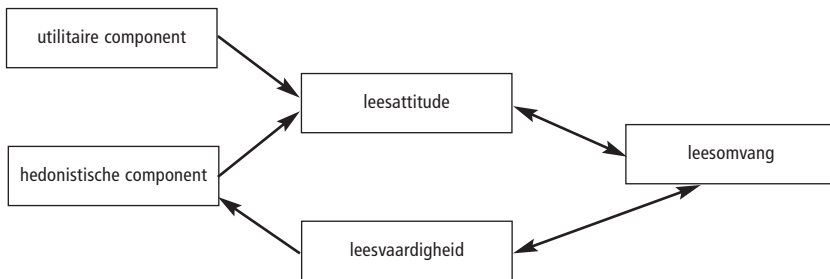 utilitaire component
leesattitude
leesomvang
hedonistische component
leesvaardigheid